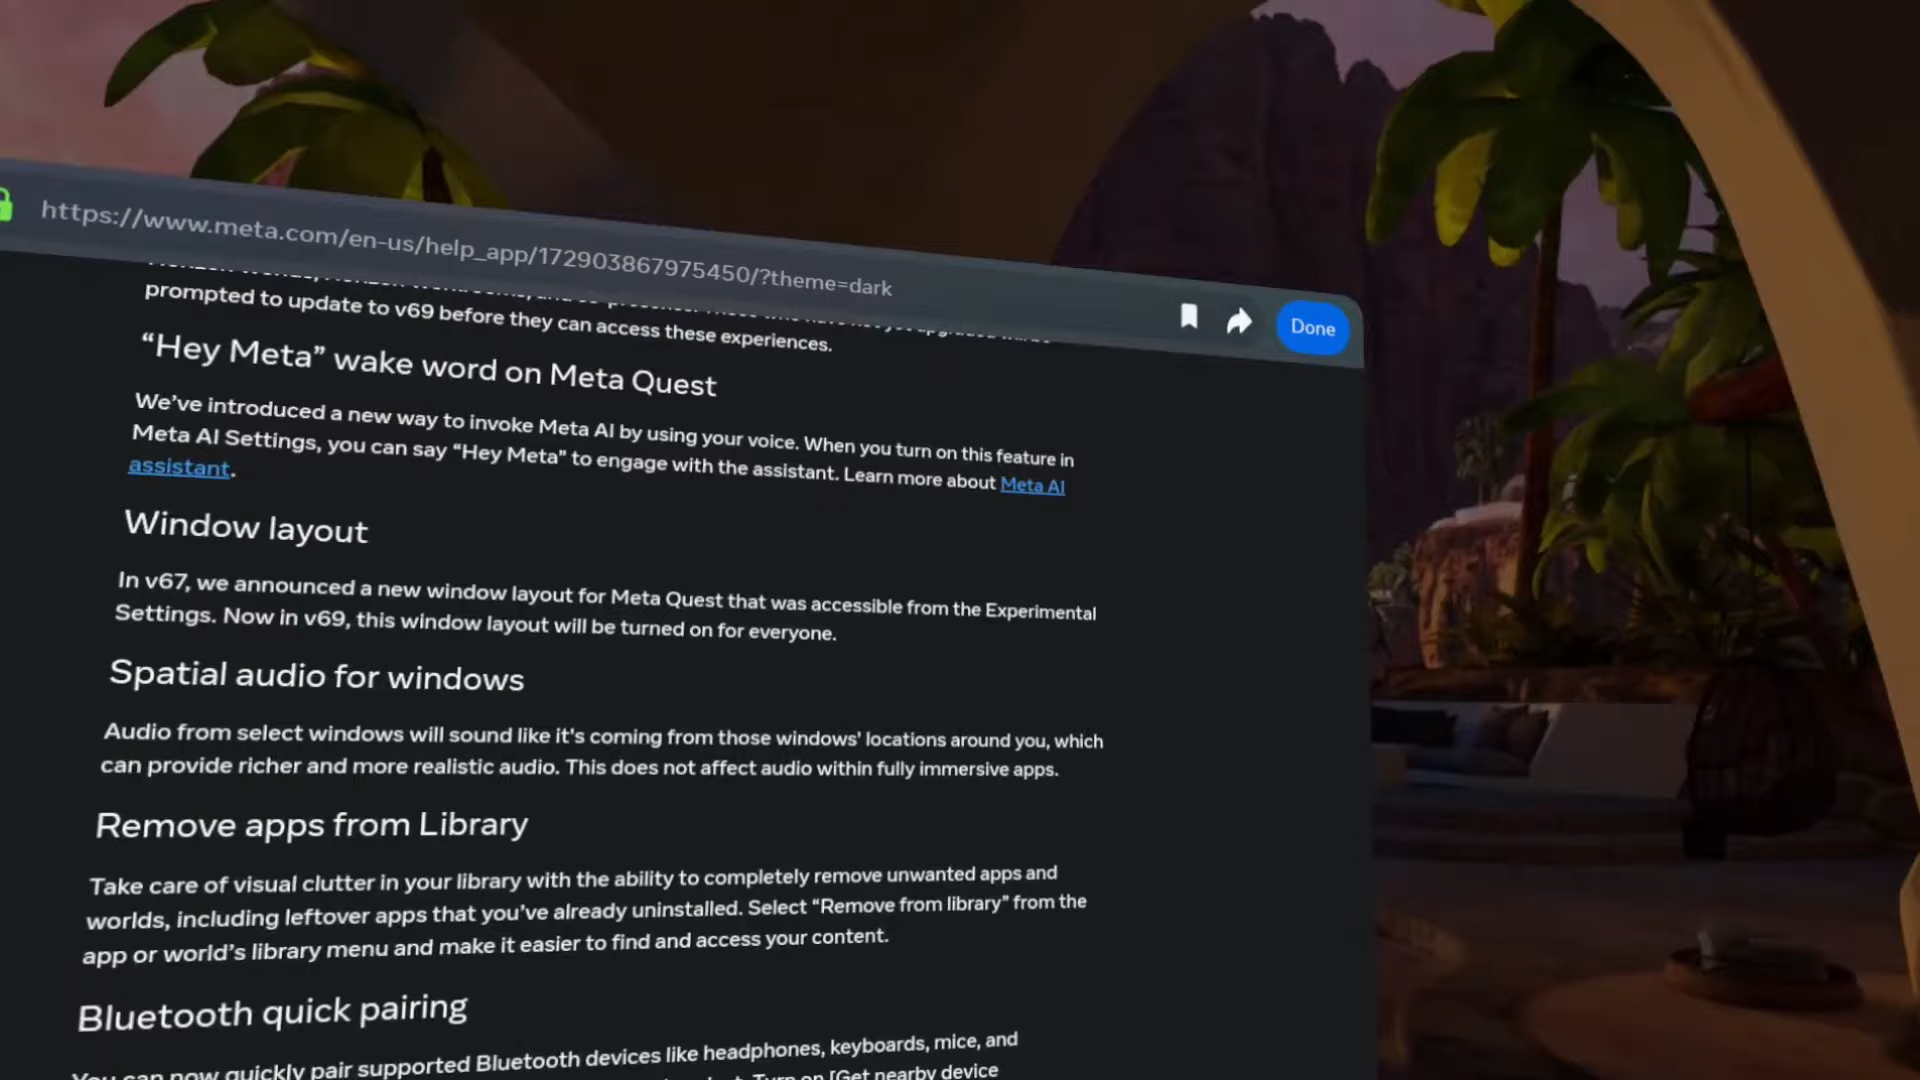 https://www.meta.com/en-us/help_app/172903867975450/?theme=dark
Done
prompted to update to v69 before they can access these experiences.
“Hey Meta” wake word on Meta Quest
We’ve introduced a new way to invoke Meta AI by using your voice. When you turn on this feature in
Meta AI Settings, you can say “Hey Meta” to engage with the assistant. Learn more about Meta AI
assistant.
Window layout
In v67, we announced a new window layout for Meta Quest that was accessible from the Experimental
Settings. Now in v69, this window layout will be turned on for everyone.
Spatial audio for windows
Audio from select windows will sound like it's coming from those windows' locations around you, which
can provide richer and more realistic audio. This does not affect audio within fully immersive apps.
Remove apps from Library
Take care of visual clutter in your library with the ability to completely remove unwanted apps and
worlds, including leftover apps that you’ve already uninstalled. Select “Remove from library” from the
app or world’s library menu and make it easier to find and access your content.
Bluetooth quick pairing
You can now quickly pair supported Bluetooth devices like headphones, keyboards, mice, and
Turn on [Get nearby device